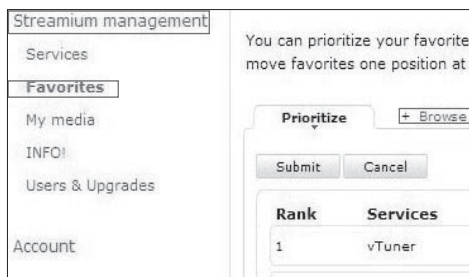 Streamium management
Services
Favorites
My media
INFO!
Users & Upgrades
Account
You can prioritize your favorite
move favorites one position at
Prioritize
+ Browse
Submit Cancel
Rank Services
1 vTuner